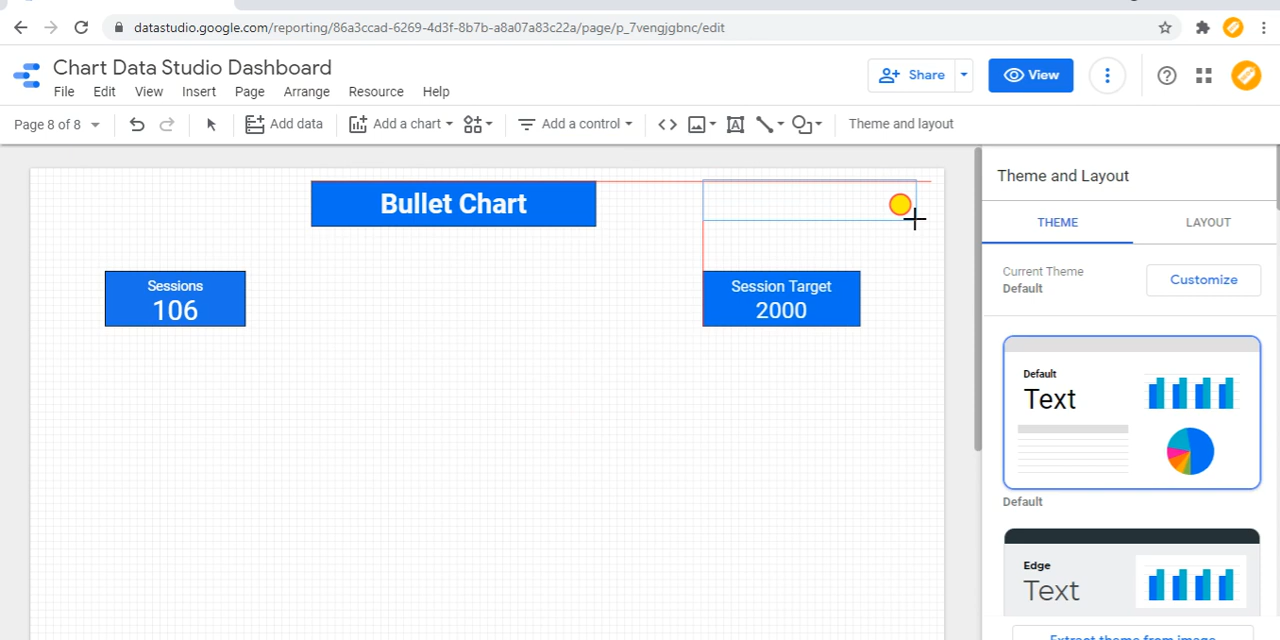 datastudio.google.com/reporting/86a3ccad-6269-4d3f-8b7b-a8a07a83c22a/page/p_7vengjgbnc/edit
Chart Data Studio Dashboard
File Edit View Insert Page Arrange Resource Help
Share
View
Page 8 of 8
Add data
Add a chart
Add a control
Theme and layout
Bullet Chart
Sessions
106
Session Target
2000
Theme and Layout
THEME
LAYOUT
Current Theme
Default
Customize
Default
Text
Default
Edge
Text
Extract theme from image